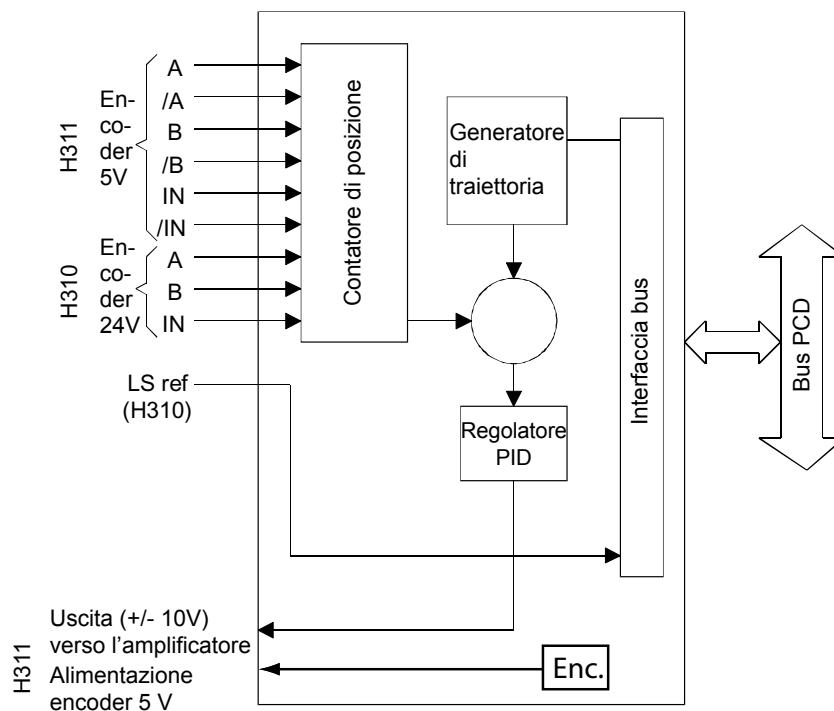 H311
En-
co-
der
5V
A
/A
B
/B
IN
/IN
H310
En-
co-
der
24V
A
B
IN
LS ref
(H310)
Contatore di posizione
Generatore
di
traiettoria
Regolatore
PID
Interfaccia bus
Bus PCD
H311
Uscita (+/- 10V)
verso l’amplificatore
Alimentazione
encoder 5 V
Enc.